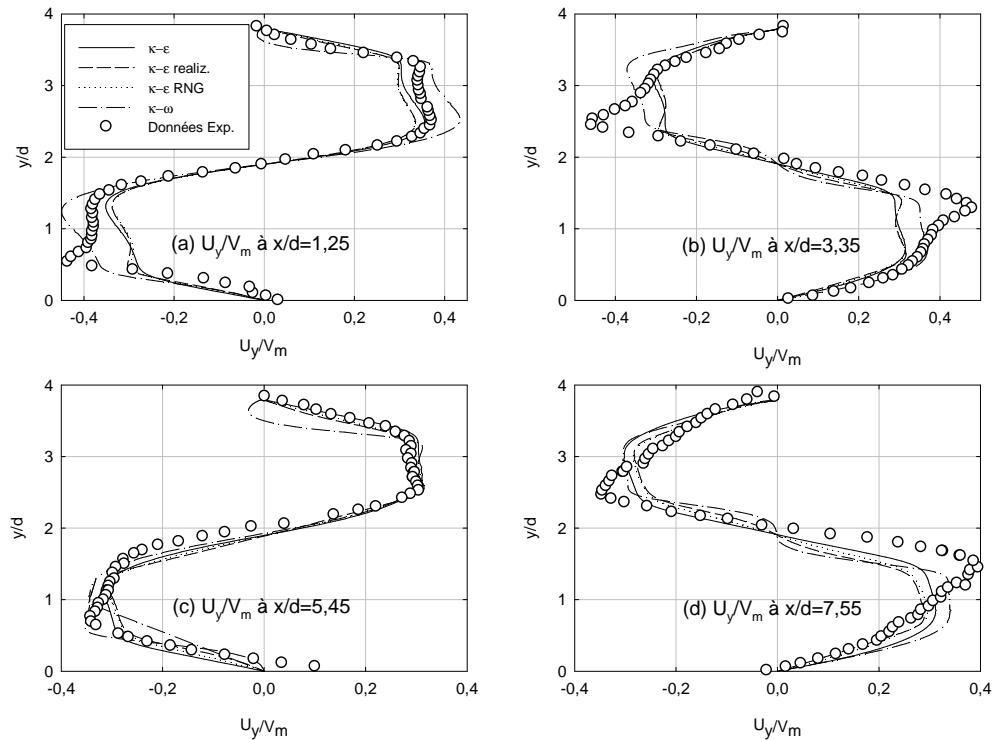 4
3
2
1
0
y/d
κ−ε
κ−ε realiz.
κ−ε RNG
κ−ω
Données Exp.
(a) Uy/Vm à x/d=1,25
-0,4 -0,2 0,0 0,2 0,4
Uy/Vm
4
3
2
1
0
y/d
(b) Uy/Vm à x/d=3,35
-0,4 -0,2 0,0 0,2 0,4
Uy/Vm
4
3
2
1
0
y/d
(c) Uy/Vm à x/d=5,45
-0,4 -0,2 0,0 0,2 0,4
Uy/Vm
4
3
2
1
0
y/d
(d) Uy/Vm à x/d=7,55
-0,4 -0,2 0,0 0,2 0,4
Uy/Vm